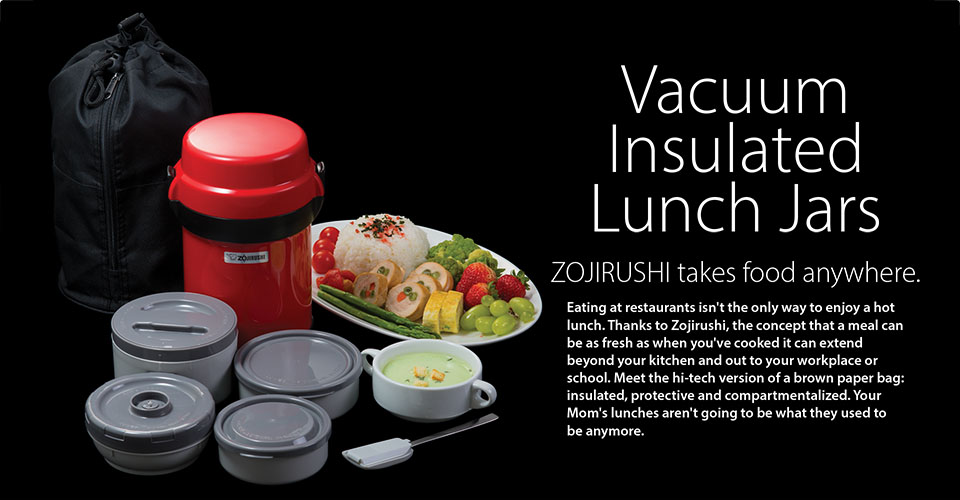 Vacuum
Insulated
Lunch Jars
ZOJIRUSHI takes food anywhere.
Eating at restaurants isn't the only way to enjoy a hot
lunch. Thanks to Zojirushi, the concept that a meal can
be as fresh as when you've cooked it can extend
beyond your kitchen and out to your workplace or
school. Meet the hi-tech version of a brown paper bag:
insulated, protective and compartmentalized. Your
Mom's lunches aren't going to be what they used to
be anymore.
ZOJIRUSHI